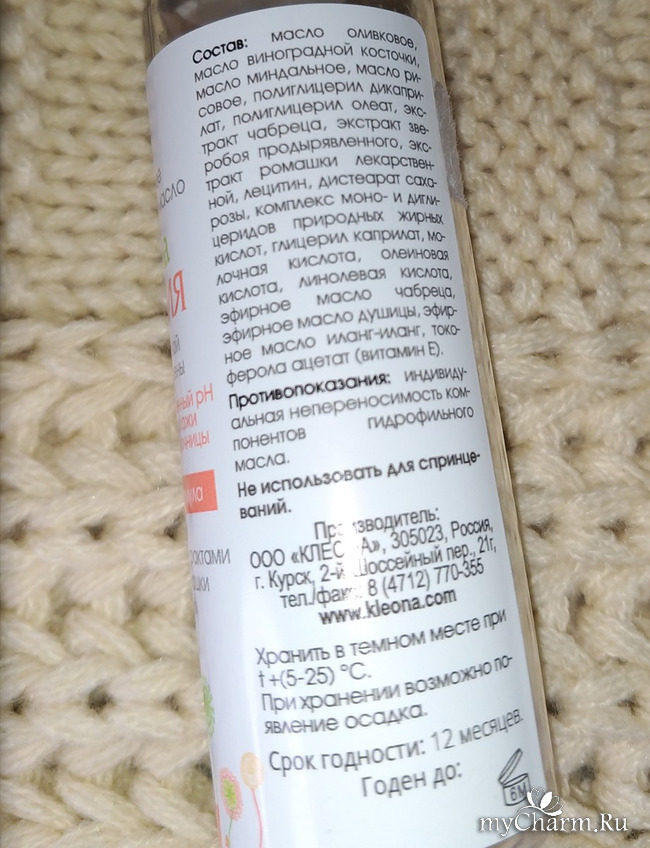 Состав: масло оливковое,
масло виноградной косточки,
масло миндальное, масло ри-
совое, полиглицерил дикапри-
лат, полиглицерил олеат, экс-
тракт чабреца, экстракт зве-
робоя продырявленного, экс-
тракт ромашки лекарствен-
ной, лецитин, дистеарат саха-
розы, комплекс моно- и дигли-
церидов природных жирных
кислот, глицерил каприлат, мо-
лочная кислота, олеиновая
кислота, линолевая кислота,
эфирное масло чабреца,
эфирное масло душицы, эфир-
ное масло иланг-иланг, токо-
ферола ацетат (витамин Е).
Противопоказания: индивиду-
альная непереносимость ком-
понентов гидрофильного
масла.
Не использовать для спринце-
ваний.
Производитель:
ООО «КЛЕОНА», 305023, Россия,
г. Курск, 2-й Шоссейный пер., 21г,
тел./факс 8 (4712) 770-355
www.kleona.com
Хранить в темном месте при
t +(5-25) °C.
При хранении возможно по-
явление осадка.
Срок годности: 12 месяцев.
Годен до:
6M
масло
pH
myCharm.Ru